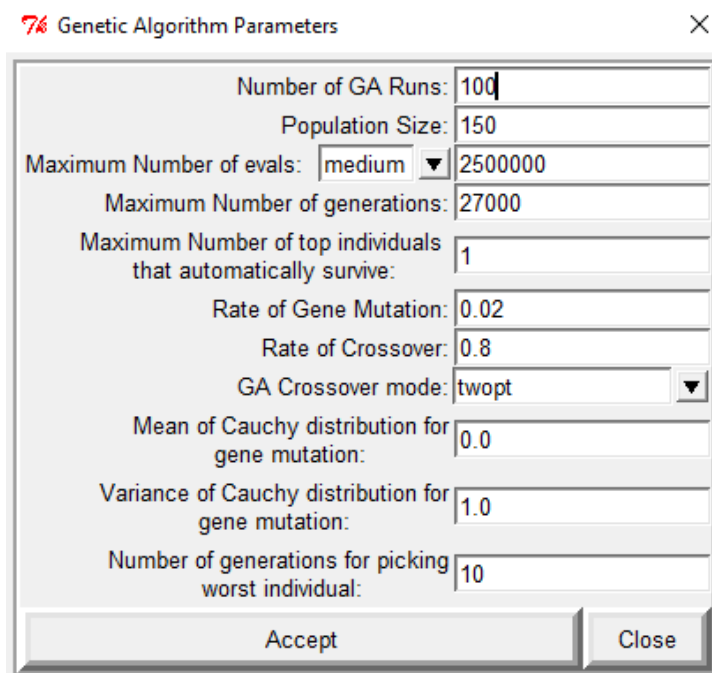 Genetic Algorithm Parameters
Number of GA Runs: 100
Population Size: 150
Maximum Number of evals: medium 2500000
Maximum Number of generations: 27000
Maximum Number of top individuals
that automatically survive: 1
Rate of Gene Mutation: 0.02
Rate of Crossover: 0.8
GA Crossover mode: twopt
Mean of Cauchy distribution for
gene mutation: 0.0
Variance of Cauchy distribution for
gene mutation: 1.0
Number of generations for picking
worst individual: 10
Accept Close